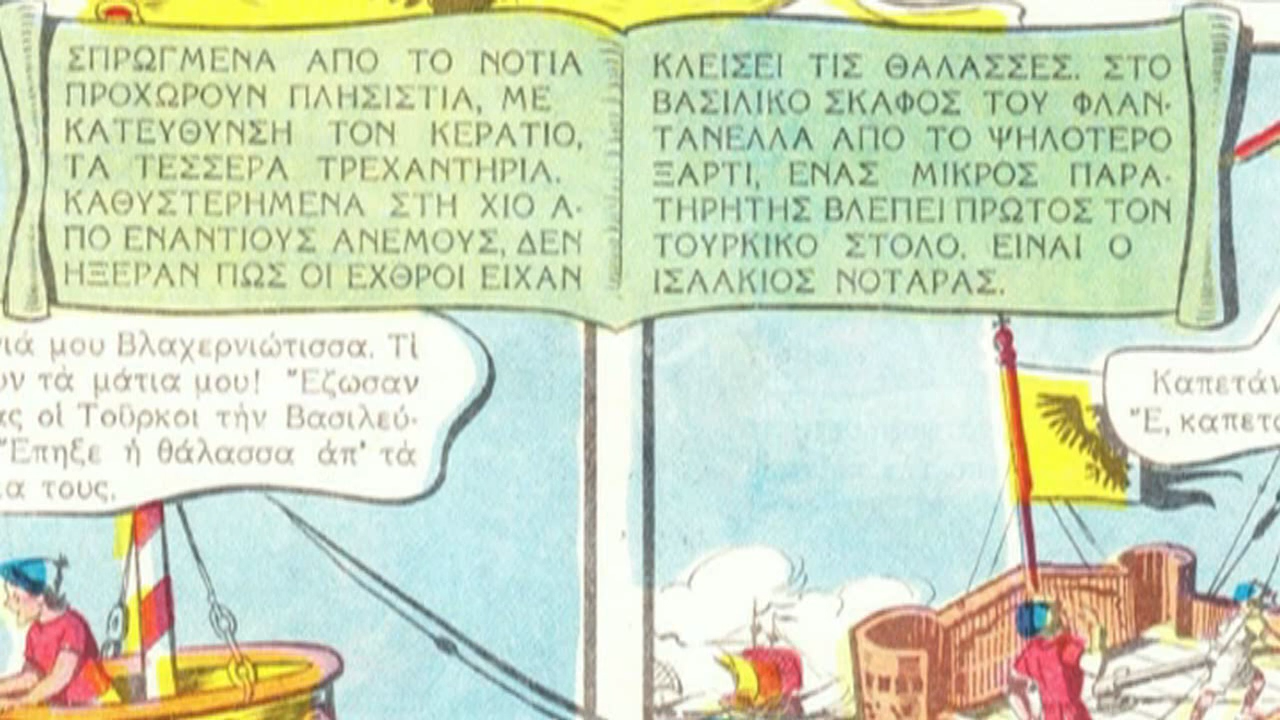 ΣΠΡΩΓΜΕΝΑ ΑΠΟ ΤΟ ΝΟΤΙΑ
ΠΡΟΧΩΡΟΥΝ ΠΛΗΣΙΣΤΙΑ, ΜΕ
ΚΑΤΕΥΘΥΝΣΗ ΤΟΝ ΚΕΡΑΤΙΟ,
ΤΑ ΤΕΣΣΕΡΑ ΤΡΕΧΑΝΤΗΡΙΑ.
ΚΑΘΥΣΤΕΡΗΜΕΝΑ ΣΤΗ ΧΙΟ Α-
ΠΟ ΕΝΑΝΤΙΟΥΣ ΑΝΕΜΟΥΣ, ΔΕΝ
ΗΞΕΡΑΝ ΠΩΣ ΟΙ ΕΧΘΡΟΙ ΕΙΧΑΝ
ΚΛΕΙΣΕΙ ΤΙΣ ΘΑΛΑΣΣΕΣ. ΣΤΟ
ΒΑΣΙΛΙΚΟ ΣΚΑΦΟΣ ΤΟΥ ΦΛΑΝ-
ΤΑΝΕΛΛΑ ΑΠΟ ΤΟ ΨΗΛΟΤΕΡΟ
ΞΑΡΤΙ, ΕΝΑΣ ΜΙΚΡΟΣ ΠΑΡΑ-
ΤΗΡΗΤΗΣ ΒΛΕΠΕΙ ΠΡΩΤΟΣ ΤΟΝ
ΤΟΥΡΚΙΚΟ ΣΤΟΛΟ. ΕΙΝΑΙ Ο
ΙΣΑΑΚΙΟΣ ΝΟΤΑΡΑΣ.
μου Βλαχερνιώτισσα. Τί
τὰ μάτια μου! Ἔζωσαν
οἱ Τοῦρκοι τὴν Βασιλεύ-
Ἔπηξε ἡ θάλασσα ἀπ' τὰ
τους.
Καπετάν
Ἔ, καπετά